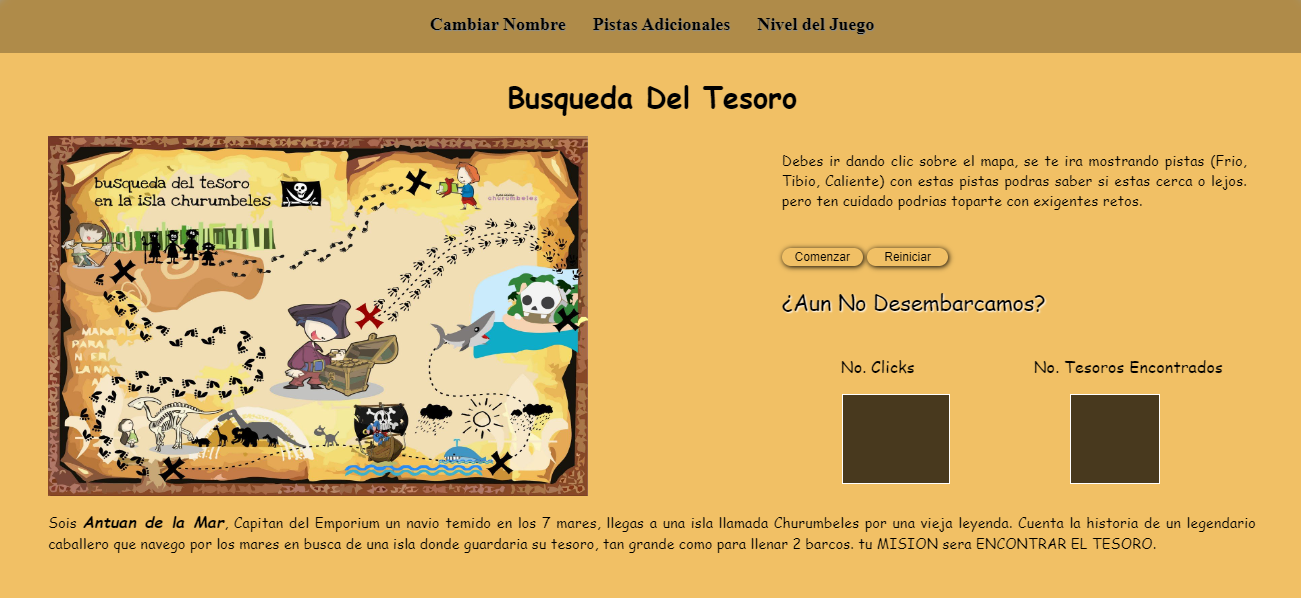 Cambiar Nombre Pistas Adicionales Nivel del Juego
Busqueda Del Tesoro
busqueda del tesoro
en la isla churumbeles
churumbeles
Debes ir dando clic sobre el mapa, se te ira mostrando pistas (Frio,
Tibio, Caliente) con estas pistas podras saber si estas cerca o lejos.
pero ten cuidado podrias toparte con exigentes retos.
Comenzar Reiniciar
¿Aun No Desembarcamos?
No. Clicks No. Tesoros Encontrados
Sois Antuan de la Mar, Capitan del Emporium un navio temido en los 7 mares, llegas a una isla llamada Churumbeles por una vieja leyenda. Cuenta la historia de un legendario
caballero que navego por los mares en busca de una isla donde guardaria su tesoro, tan grande como para llenar 2 barcos. tu MISION sera ENCONTRAR EL TESORO.